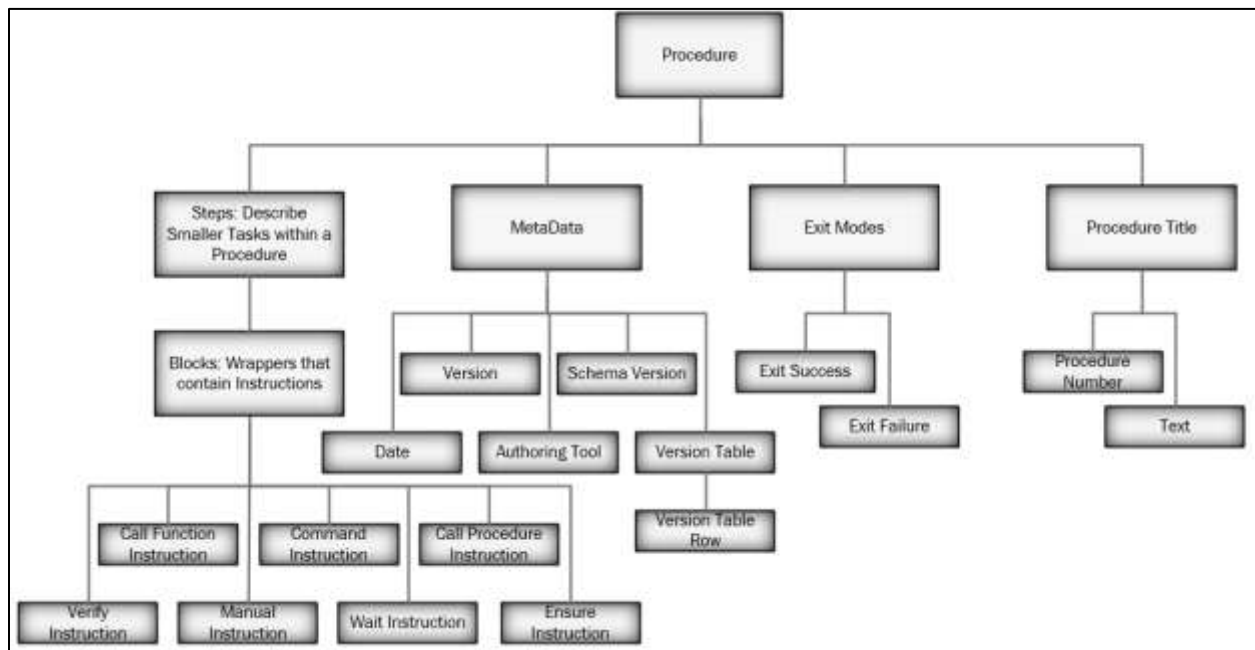 Procedure
Steps: Describe
Smaller Tasks within a
Procedure
MetaData
Exit Modes
Procedure Title
Blocks: Wrappers that
contain Instructions
Version
Schema Version
Exit Success
Procedure
Number
Date
Authoring Tool
Version Table
Exit Failure
Text
Call Function
Instruction
Command
Instruction
Call Procedure
Instruction
Version Table
Row
Verify
Instruction
Manual
Instruction
Wait Instruction
Ensure
Instruction